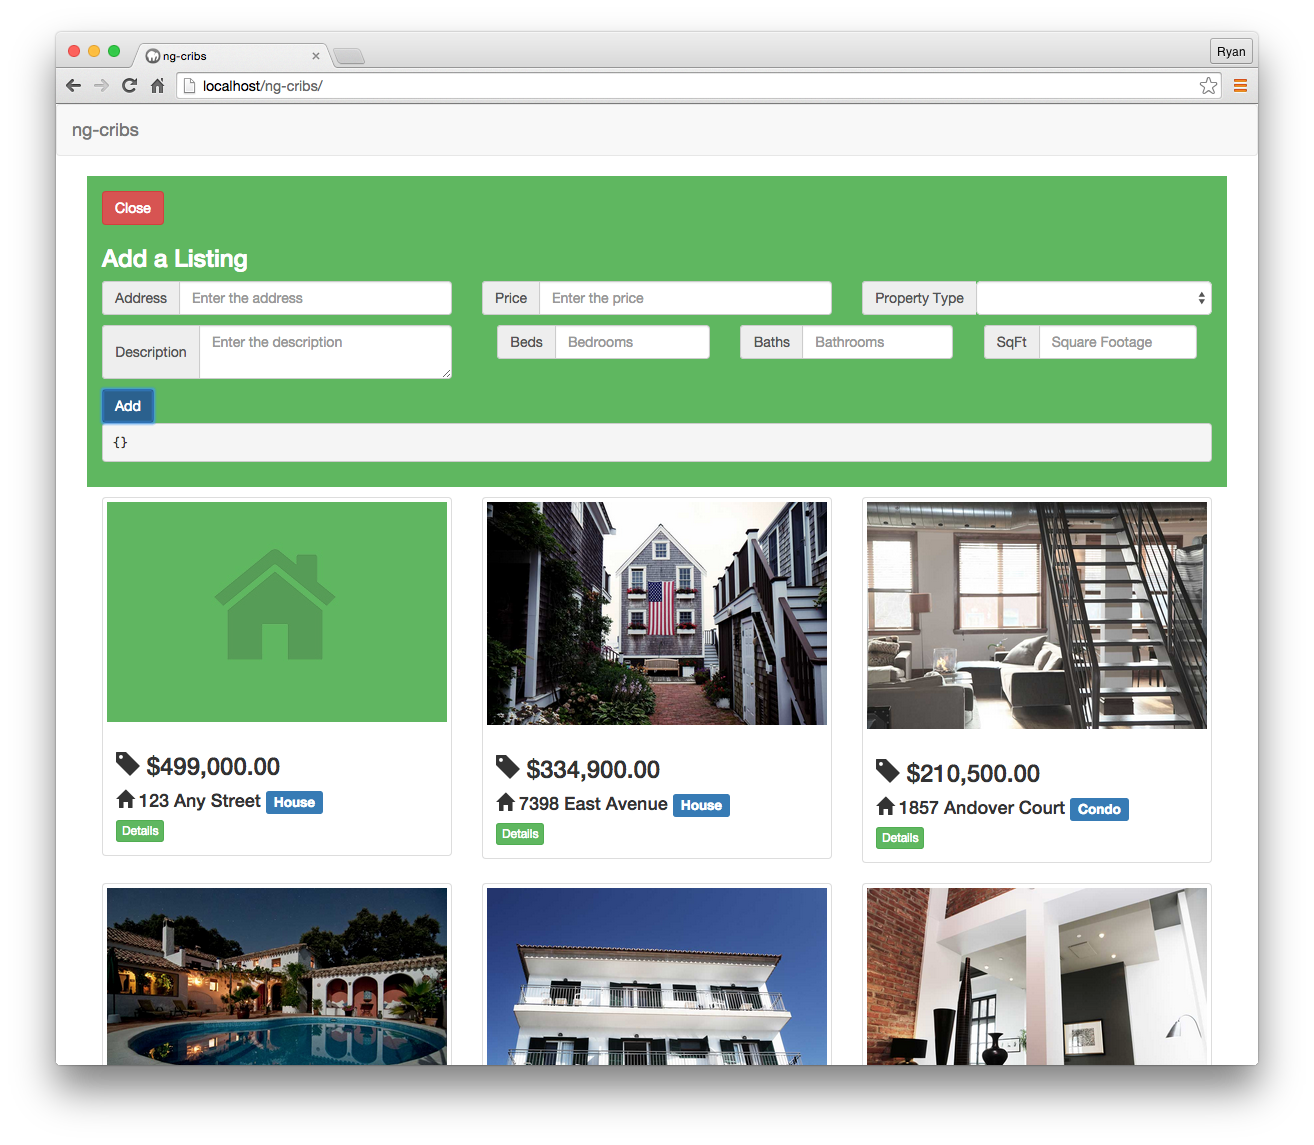 ng-cribs
Ryan
localhost/ng-cribs/
ng-cribs
Close
Add a Listing
Address Enter the address Price Enter the price Property Type
Description Enter the description Beds Bedrooms Baths Bathrooms SqFt Square Footage
Add
{}
$499,000.00
123 Any Street House
Details
$334,900.00
7398 East Avenue House
Details
$210,500.00
1857 Andover Court Condo
Details